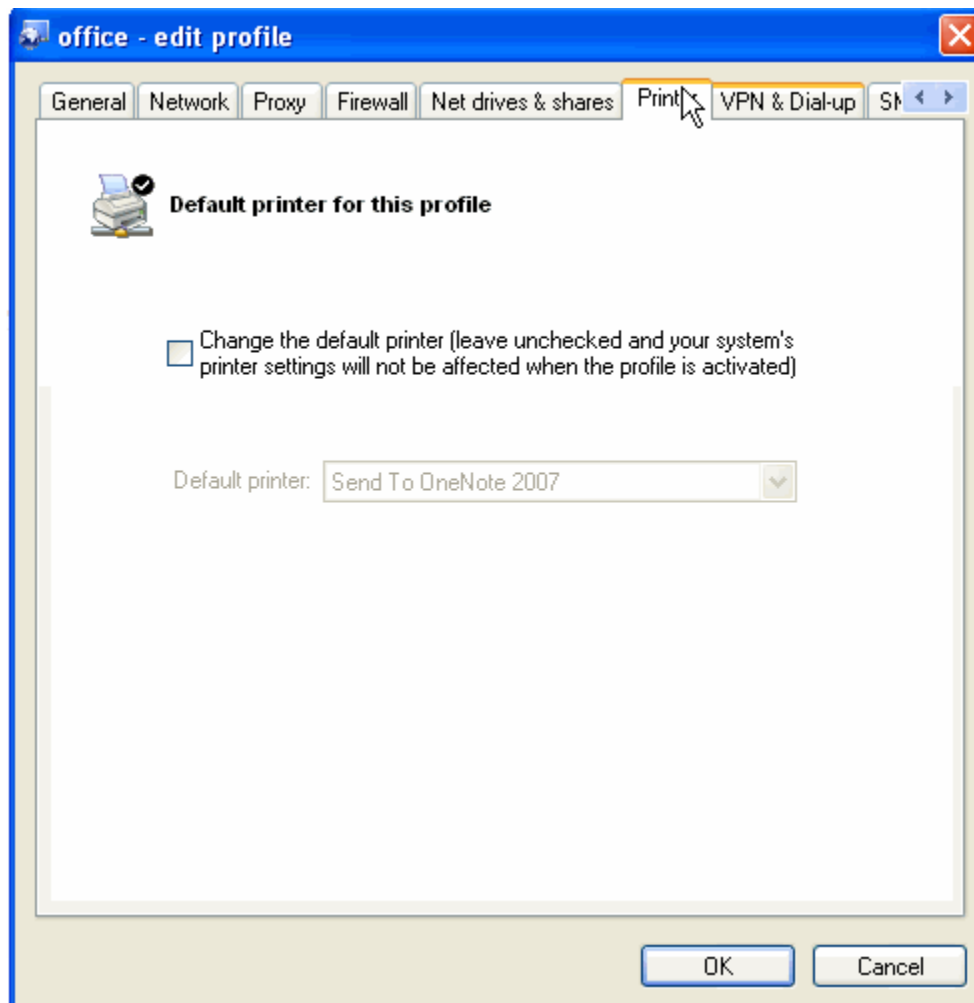 office - edit profile
General Network Proxy Firewall Net drives & shares Print VPN & Dial-up
Default printer for this profile
Change the default printer (leave unchecked and your system's
printer settings will not be affected when the profile is activated)
Default printer: Send To OneNote 2007
OK Cancel